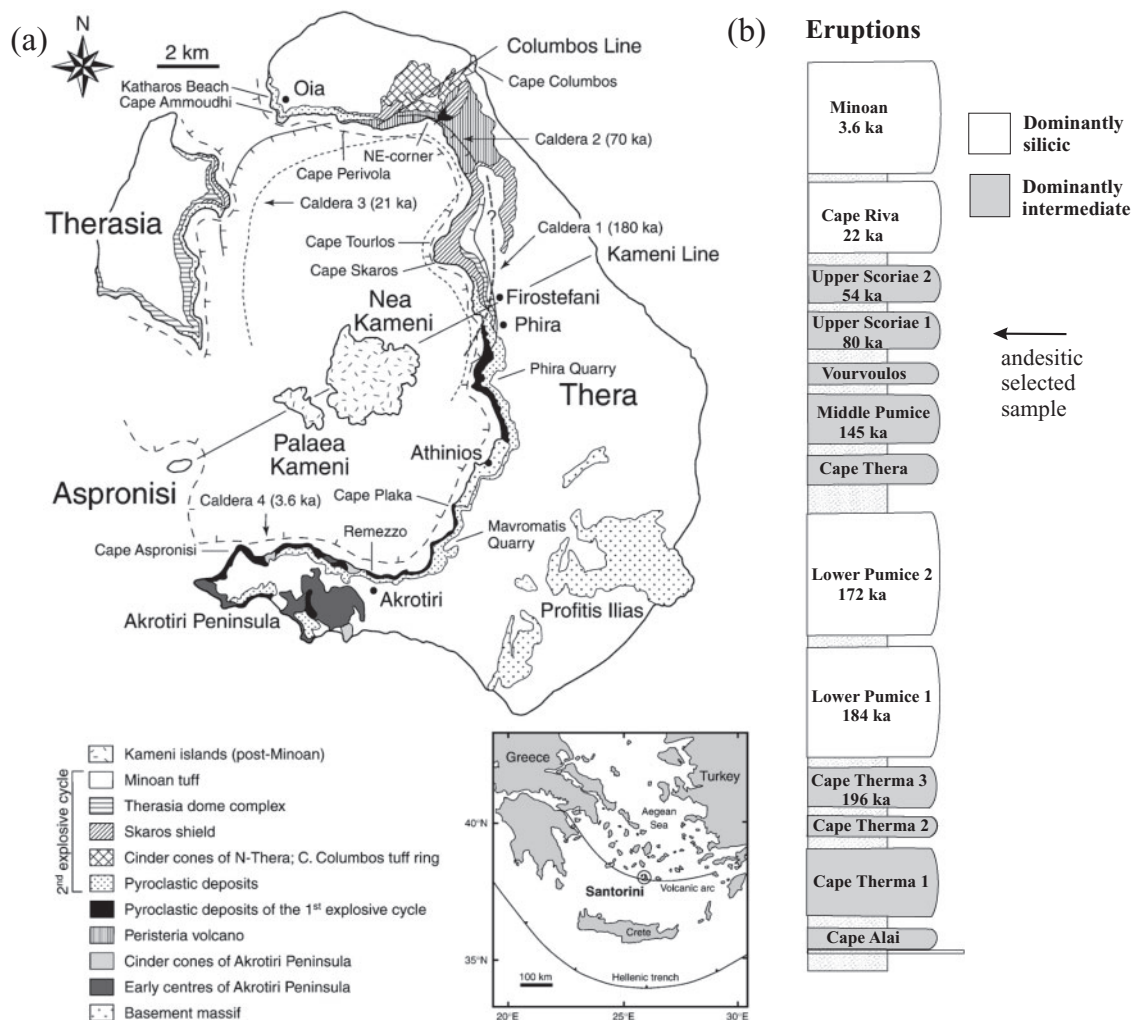 (a)
N
2 km
Columbos Line
Cape Columbos
Katharos Beach
Cape Ammoudhi
Oia
Caldera 2 (70 ka)
NE-corner
Cape Perivola
Therasia
Caldera 3 (21 ka)
Caldera 1 (180 ka)
Cape Tourlos
Kameni Line
Cape Skaros
?
Nea
Kameni
Firostefani
Phira
Phira Quarry
Thera
Palaea
Kameni
Athinios
Aspronisi
Cape Plaka
Caldera 4 (3.6 ka)
Remezzo
Mavromatis
Quarry
Cape Aspronisi
Akrotiri
Akrotiri Peninsula
Profitis Ilias
2nd explosive cycle
Kameni islands (post-Minoan)
Minoan tuff
Therasia dome complex
Skaros shield
Cinder cones of N-Thera; C. Columbos tuff ring
Pyroclastic deposits
Pyroclastic deposits of the 1st explosive cycle
Peristeria volcano
Cinder cones of Akrotiri Peninsula
Early centres of Akrotiri Peninsula
Basement massif
Greece
Turkey
Aegean
Sea
40°N
Santorini
Volcanic arc
Crete
35°N
Hellenic trench
100 km
20°E
25°E
30°E
(b)
Eruptions
Minoan
3.6 ka
Cape Riva
22 ka
Upper Scoriae 2
54 ka
Upper Scoriae 1
80 ka
Vourvoulos
Middle Pumice
145 ka
Cape Thera
Lower Pumice 2
172 ka
Lower Pumice 1
184 ka
Cape Therma 3
196 ka
Cape Therma 2
Cape Therma 1
Cape Alai
Dominantly
silicic
Dominantly
intermediate
andesitic
selected
sample